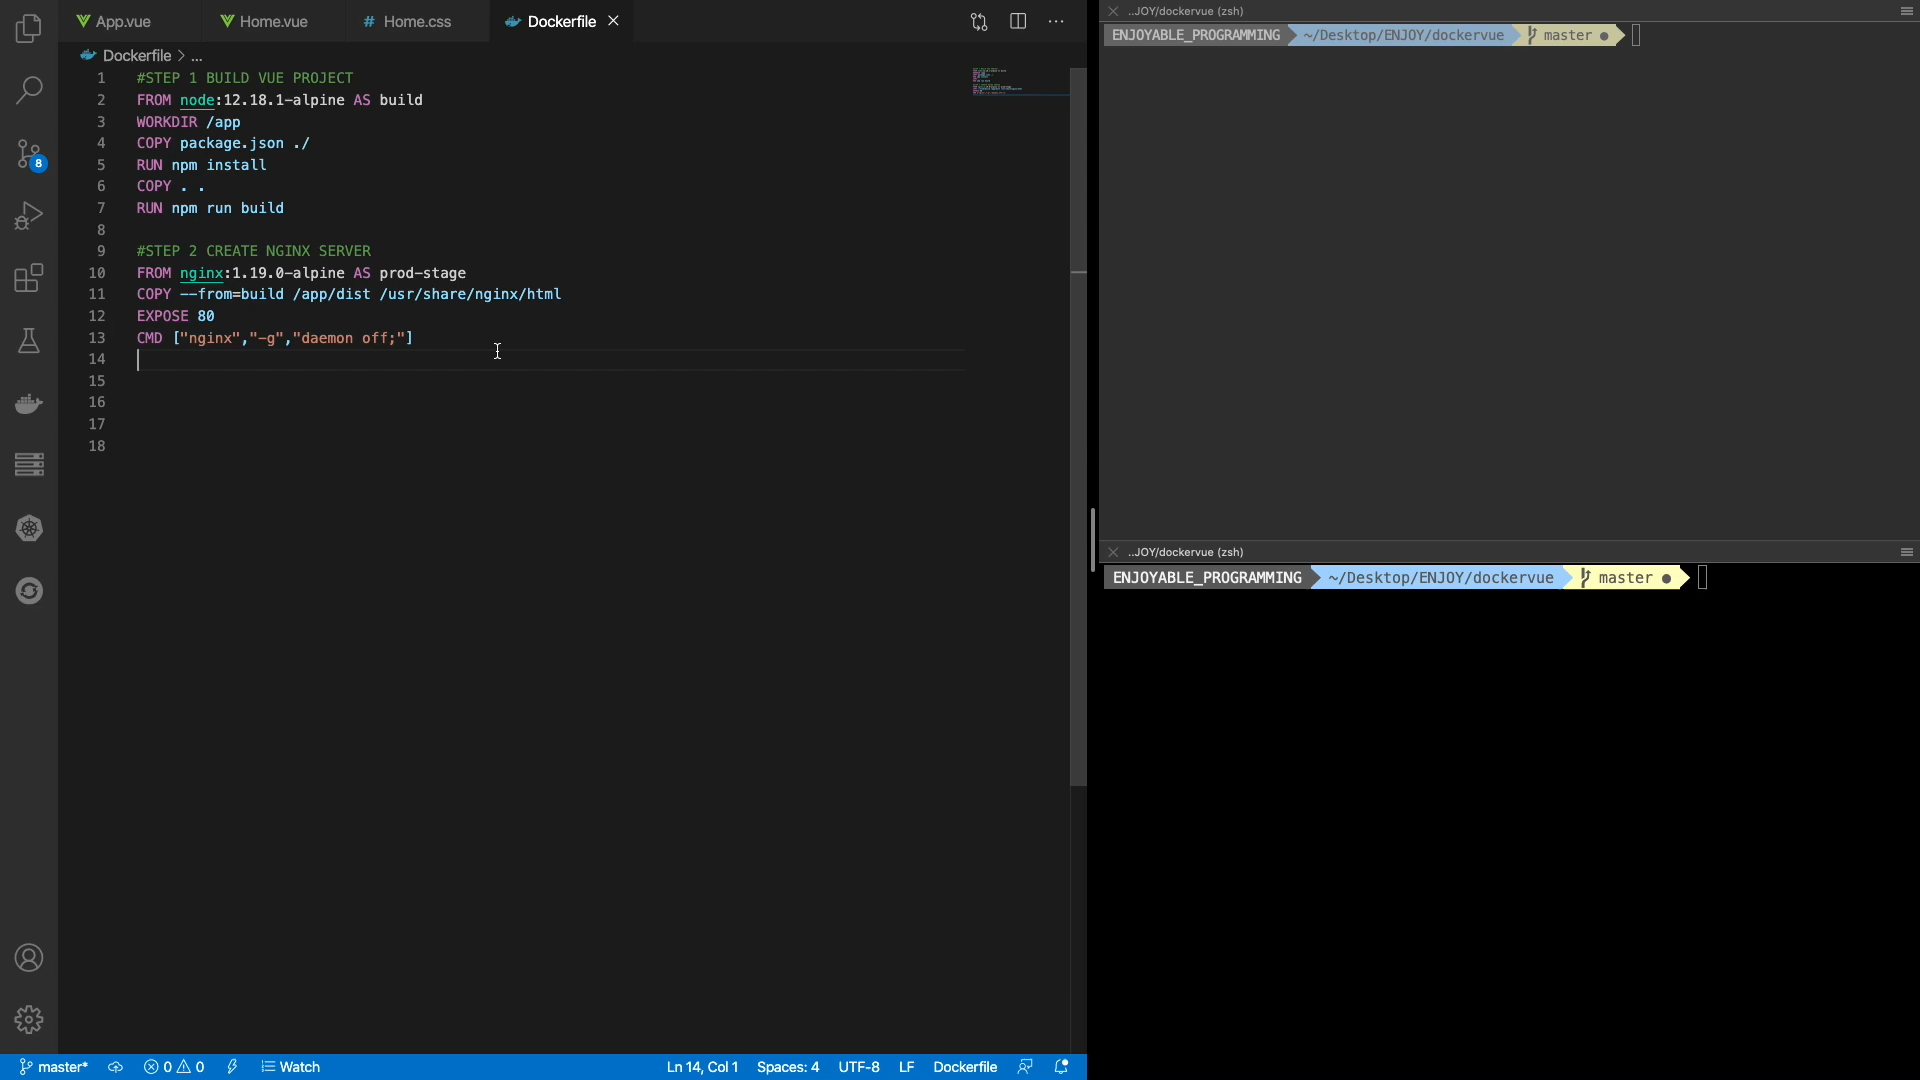 App.vue
Home.vue
# Home.css
Dockerfile
Dockerfile > ...
1 #STEP 1 BUILD VUE PROJECT
2 FROM node:12.18.1-alpine AS build
3 WORKDIR /app
4 COPY package.json ./
5 RUN npm install
6 COPY . .
7 RUN npm run build
8
9 #STEP 2 CREATE NGINX SERVER
10 FROM nginx:1.19.0-alpine AS prod-stage
11 COPY --from=build /app/dist /usr/share/nginx/html
12 EXPOSE 80
13 CMD ["nginx","-g","daemon off;"]
14
15
16
17
18
8
master*
0
0
Watch
Ln 14, Col 1
Spaces: 4
UTF-8
LF
Dockerfile
..JOY/dockervue (zsh)
ENJOYABLE_PROGRAMMING ~/Desktop/ENJOY/dockervue master ●
..JOY/dockervue (zsh)
ENJOYABLE_PROGRAMMING ~/Desktop/ENJOY/dockervue master ●